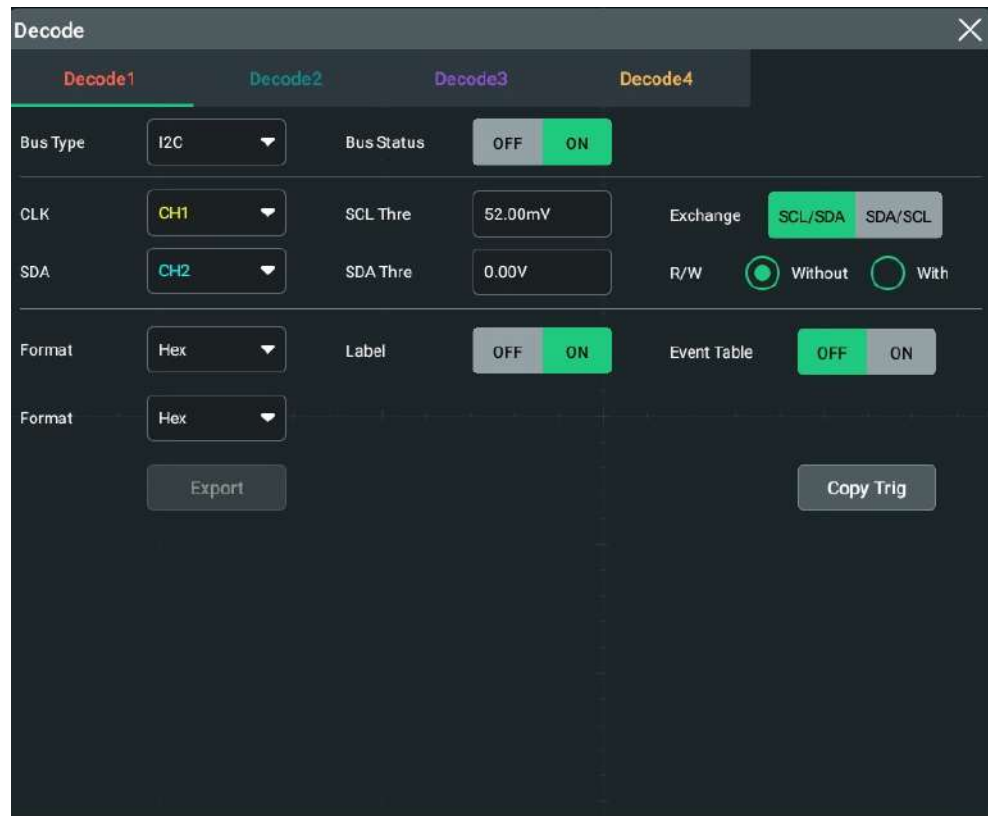 Decode
Decode1 Decode2 Decode3 Decode4
Bus Type I2C Bus Status OFF ON
CLK CH1 SCL Thre 52.00mV Exchange SCL/SDA SDA/SCL
SDA CH2 SDA Thre 0.00V R/W Without With
Format Hex Label OFF ON Event Table OFF ON
Format Hex
Export Copy Trig